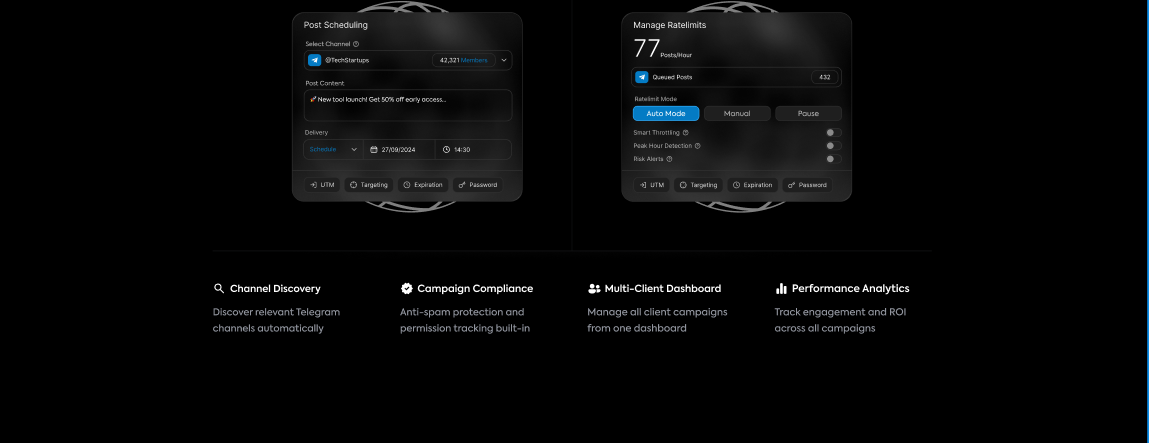 Post Scheduling
Select Channel
@TechStartups
42,321 Members
Post Content
🚀 New tool launch! Get 50% off early access...
Delivery
Schedule
27/09/2024
14:30
UTM
Targeting
Expiration
Password
Manage Ratelimits
77 Posts/Hour
Queued Posts
432
Ratelimit Mode
Auto Mode
Manual
Pause
Smart Throttling
Peak Hour Detection
Risk Alerts
UTM
Targeting
Expiration
Password
Channel Discovery
Discover relevant Telegram
channels automatically
Campaign Compliance
Anti-spam protection and
permission tracking built-in
Multi-Client Dashboard
Manage all client campaigns
from one dashboard
Performance Analytics
Track engagement and ROI
across all campaigns